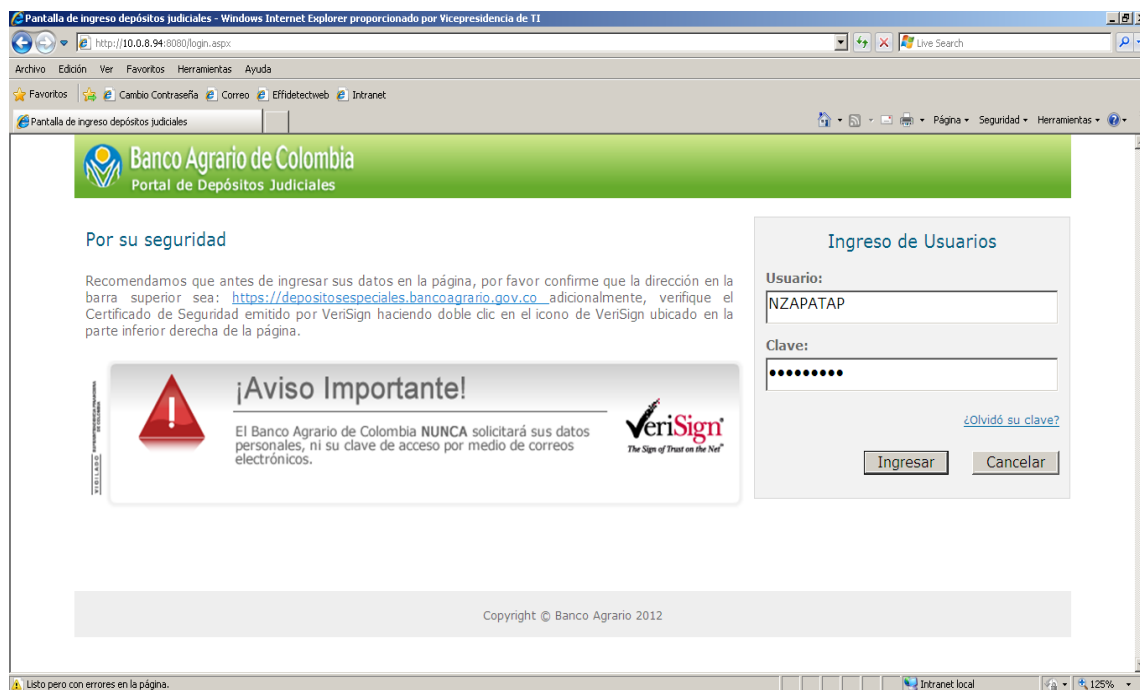 Pantalla de ingreso depósitos judiciales - Windows Internet Explorer proporcionado por Vicepresidencia de TI
http://10.0.8.94:8080/login.aspx
Live Search
Archivo Edición Ver Favoritos Herramientas Ayuda
Favoritos Cambio Contraseña Correo Effidetectweb Intranet
Pantalla de ingreso depósitos judiciales
Página Seguridad Herramientas
Banco Agrario de Colombia
Portal de Depósitos Judiciales
Por su seguridad
Recomendamos que antes de ingresar sus datos en la página, por favor confirme que la dirección en la
barra superior sea: https://depositosespeciales.bancoagrario.gov.co adicionalmente, verifique el
Certificado de Seguridad emitido por VeriSign haciendo doble clic en el icono de VeriSign ubicado en la
parte inferior derecha de la página.
¡Aviso Importante!
El Banco Agrario de Colombia NUNCA solicitará sus datos
personales, ni su clave de acceso por medio de correos
electrónicos.
VeriSign
The Sign of Trust on the Net
VIGILADO
Ingreso de Usuarios
Usuario:
NZAPATAP
Clave:
•••••••••
¿Olvidó su clave?
Ingresar Cancelar
Copyright © Banco Agrario 2012
Listo pero con errores en la página.
Intranet local
125%